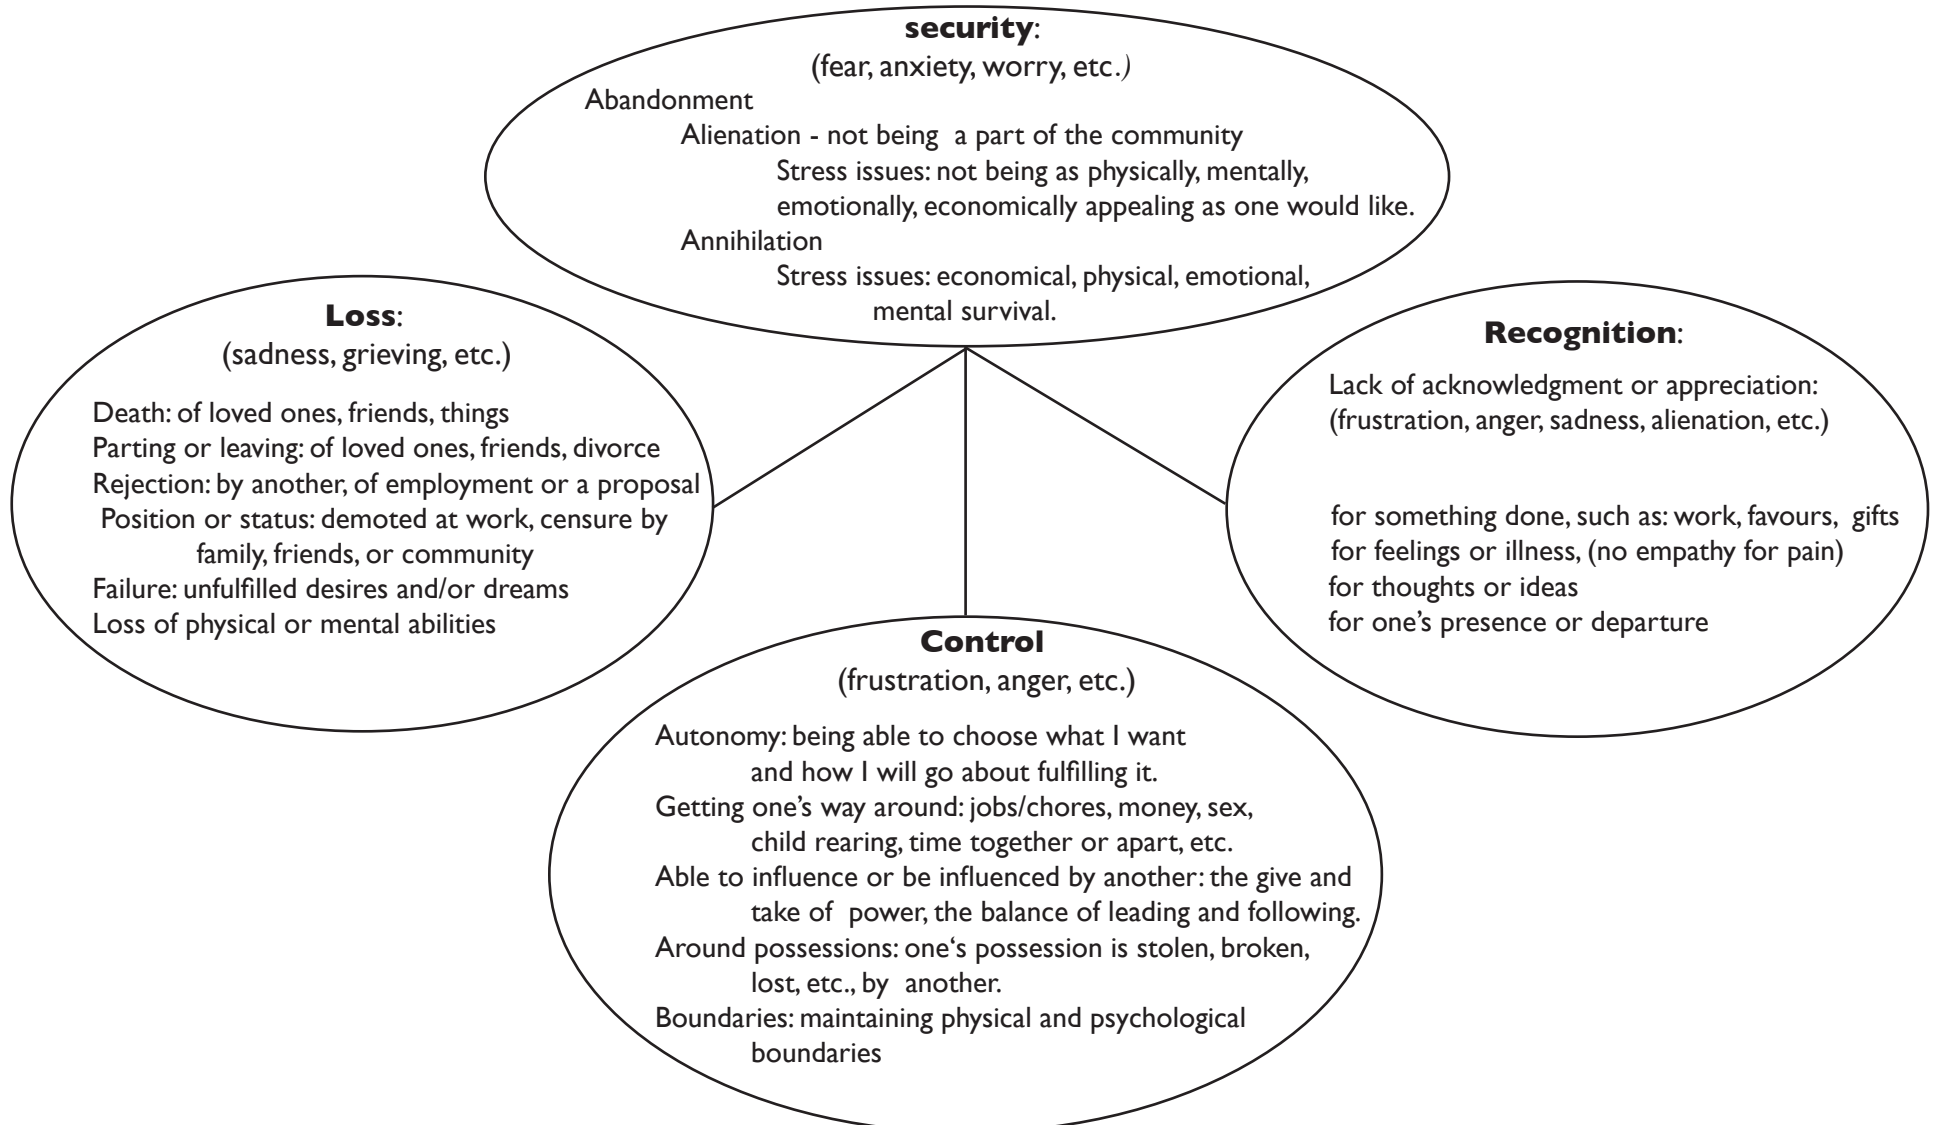 security:
(fear, anxiety, worry, etc.)
Abandonment
Alienation - not being a part of the community
Stress issues: not being as physically, mentally,
emotionally, economically appealing as one would like.
Annihilation
Stress issues: economical, physical, emotional,
mental survival.
Loss:
(sadness, grieving, etc.)
Death: of loved ones, friends, things
Parting or leaving: of loved ones, friends, divorce
Rejection: by another, of employment or a proposal
Position or status: demoted at work, censure by
family, friends, or community
Failure: unfulfilled desires and/or dreams
Loss of physical or mental abilities
Recognition:
Lack of acknowledgment or appreciation:
(frustration, anger, sadness, alienation, etc.)
for something done, such as: work, favours, gifts
for feelings or illness, (no empathy for pain)
for thoughts or ideas
for one’s presence or departure
Control
(frustration, anger, etc.)
Autonomy: being able to choose what I want
and how I will go about fulfilling it.
Getting one’s way around: jobs/chores, money, sex,
child rearing, time together or apart, etc.
Able to influence or be influenced by another: the give and
take of power, the balance of leading and following.
Around possessions: one‘s possession is stolen, broken,
lost, etc., by another.
Boundaries: maintaining physical and psychological
boundaries